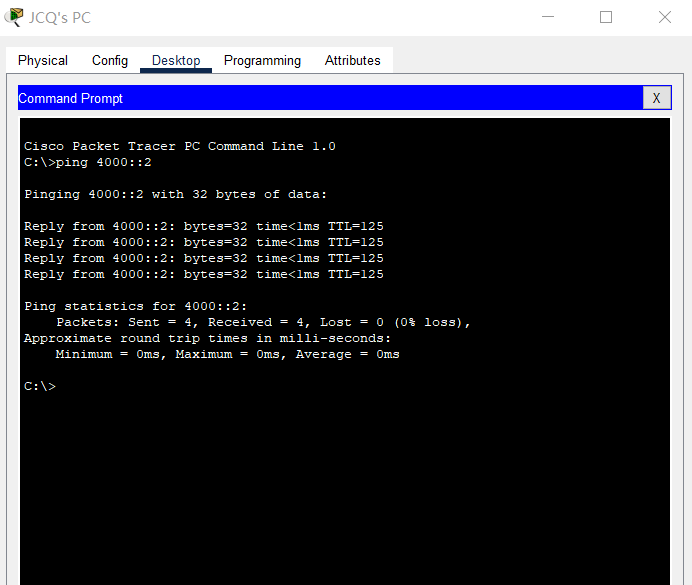 JCQ's PC
Physical Config Desktop Programming Attributes
Command Prompt X
Cisco Packet Tracer PC Command Line 1.0
C:\>ping 4000::2
Pinging 4000::2 with 32 bytes of data:
Reply from 4000::2: bytes=32 time<1ms TTL=125
Reply from 4000::2: bytes=32 time<1ms TTL=125
Reply from 4000::2: bytes=32 time<1ms TTL=125
Reply from 4000::2: bytes=32 time<1ms TTL=125
Ping statistics for 4000::2:
Packets: Sent = 4, Received = 4, Lost = 0 (0% loss),
Approximate round trip times in milli-seconds:
Minimum = 0ms, Maximum = 0ms, Average = 0ms
C:\>